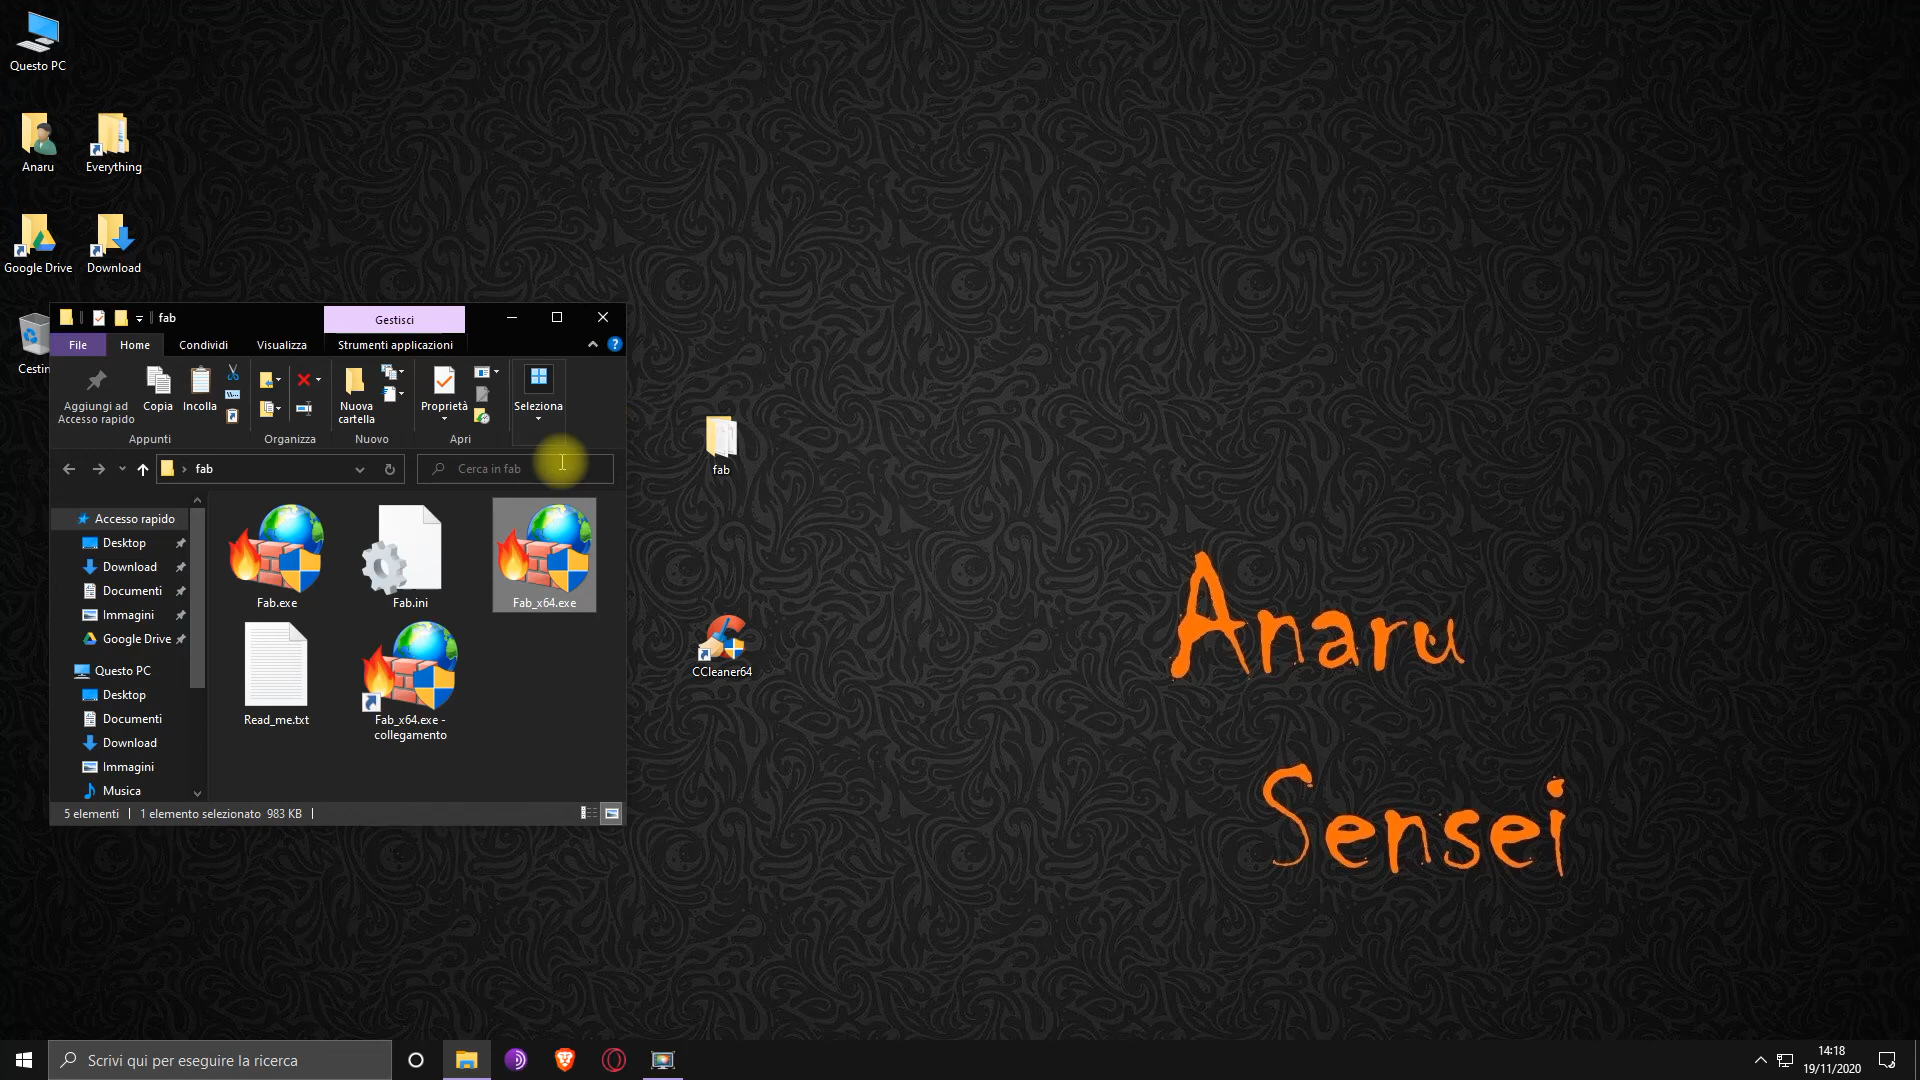 Questo PC
Anaru
Everything
Google Drive
Download
Cestin
fab
Gestisci
File
Home
Condividi
Visualizza
Strumenti applicazioni
Aggiungi ad
Accesso rapido
Copia
Incolla
Nuova
cartella
Proprietà
Seleziona
Appunti
Organizza
Nuovo
Apri
fab
Cerca in fab
Accesso rapido
Desktop
Download
Documenti
Immagini
Google Drive
Questo PC
Desktop
Documenti
Download
Immagini
Musica
Fab.exe
Fab.ini
Fab_x64.exe
Read_me.txt
Fab_x64.exe -
collegamento
5 elementi
1 elemento selezionato 983 KB
fab
CCleaner64
Anaru
Sensei
Scrivi qui per eseguire la ricerca
14:18
19/11/2020